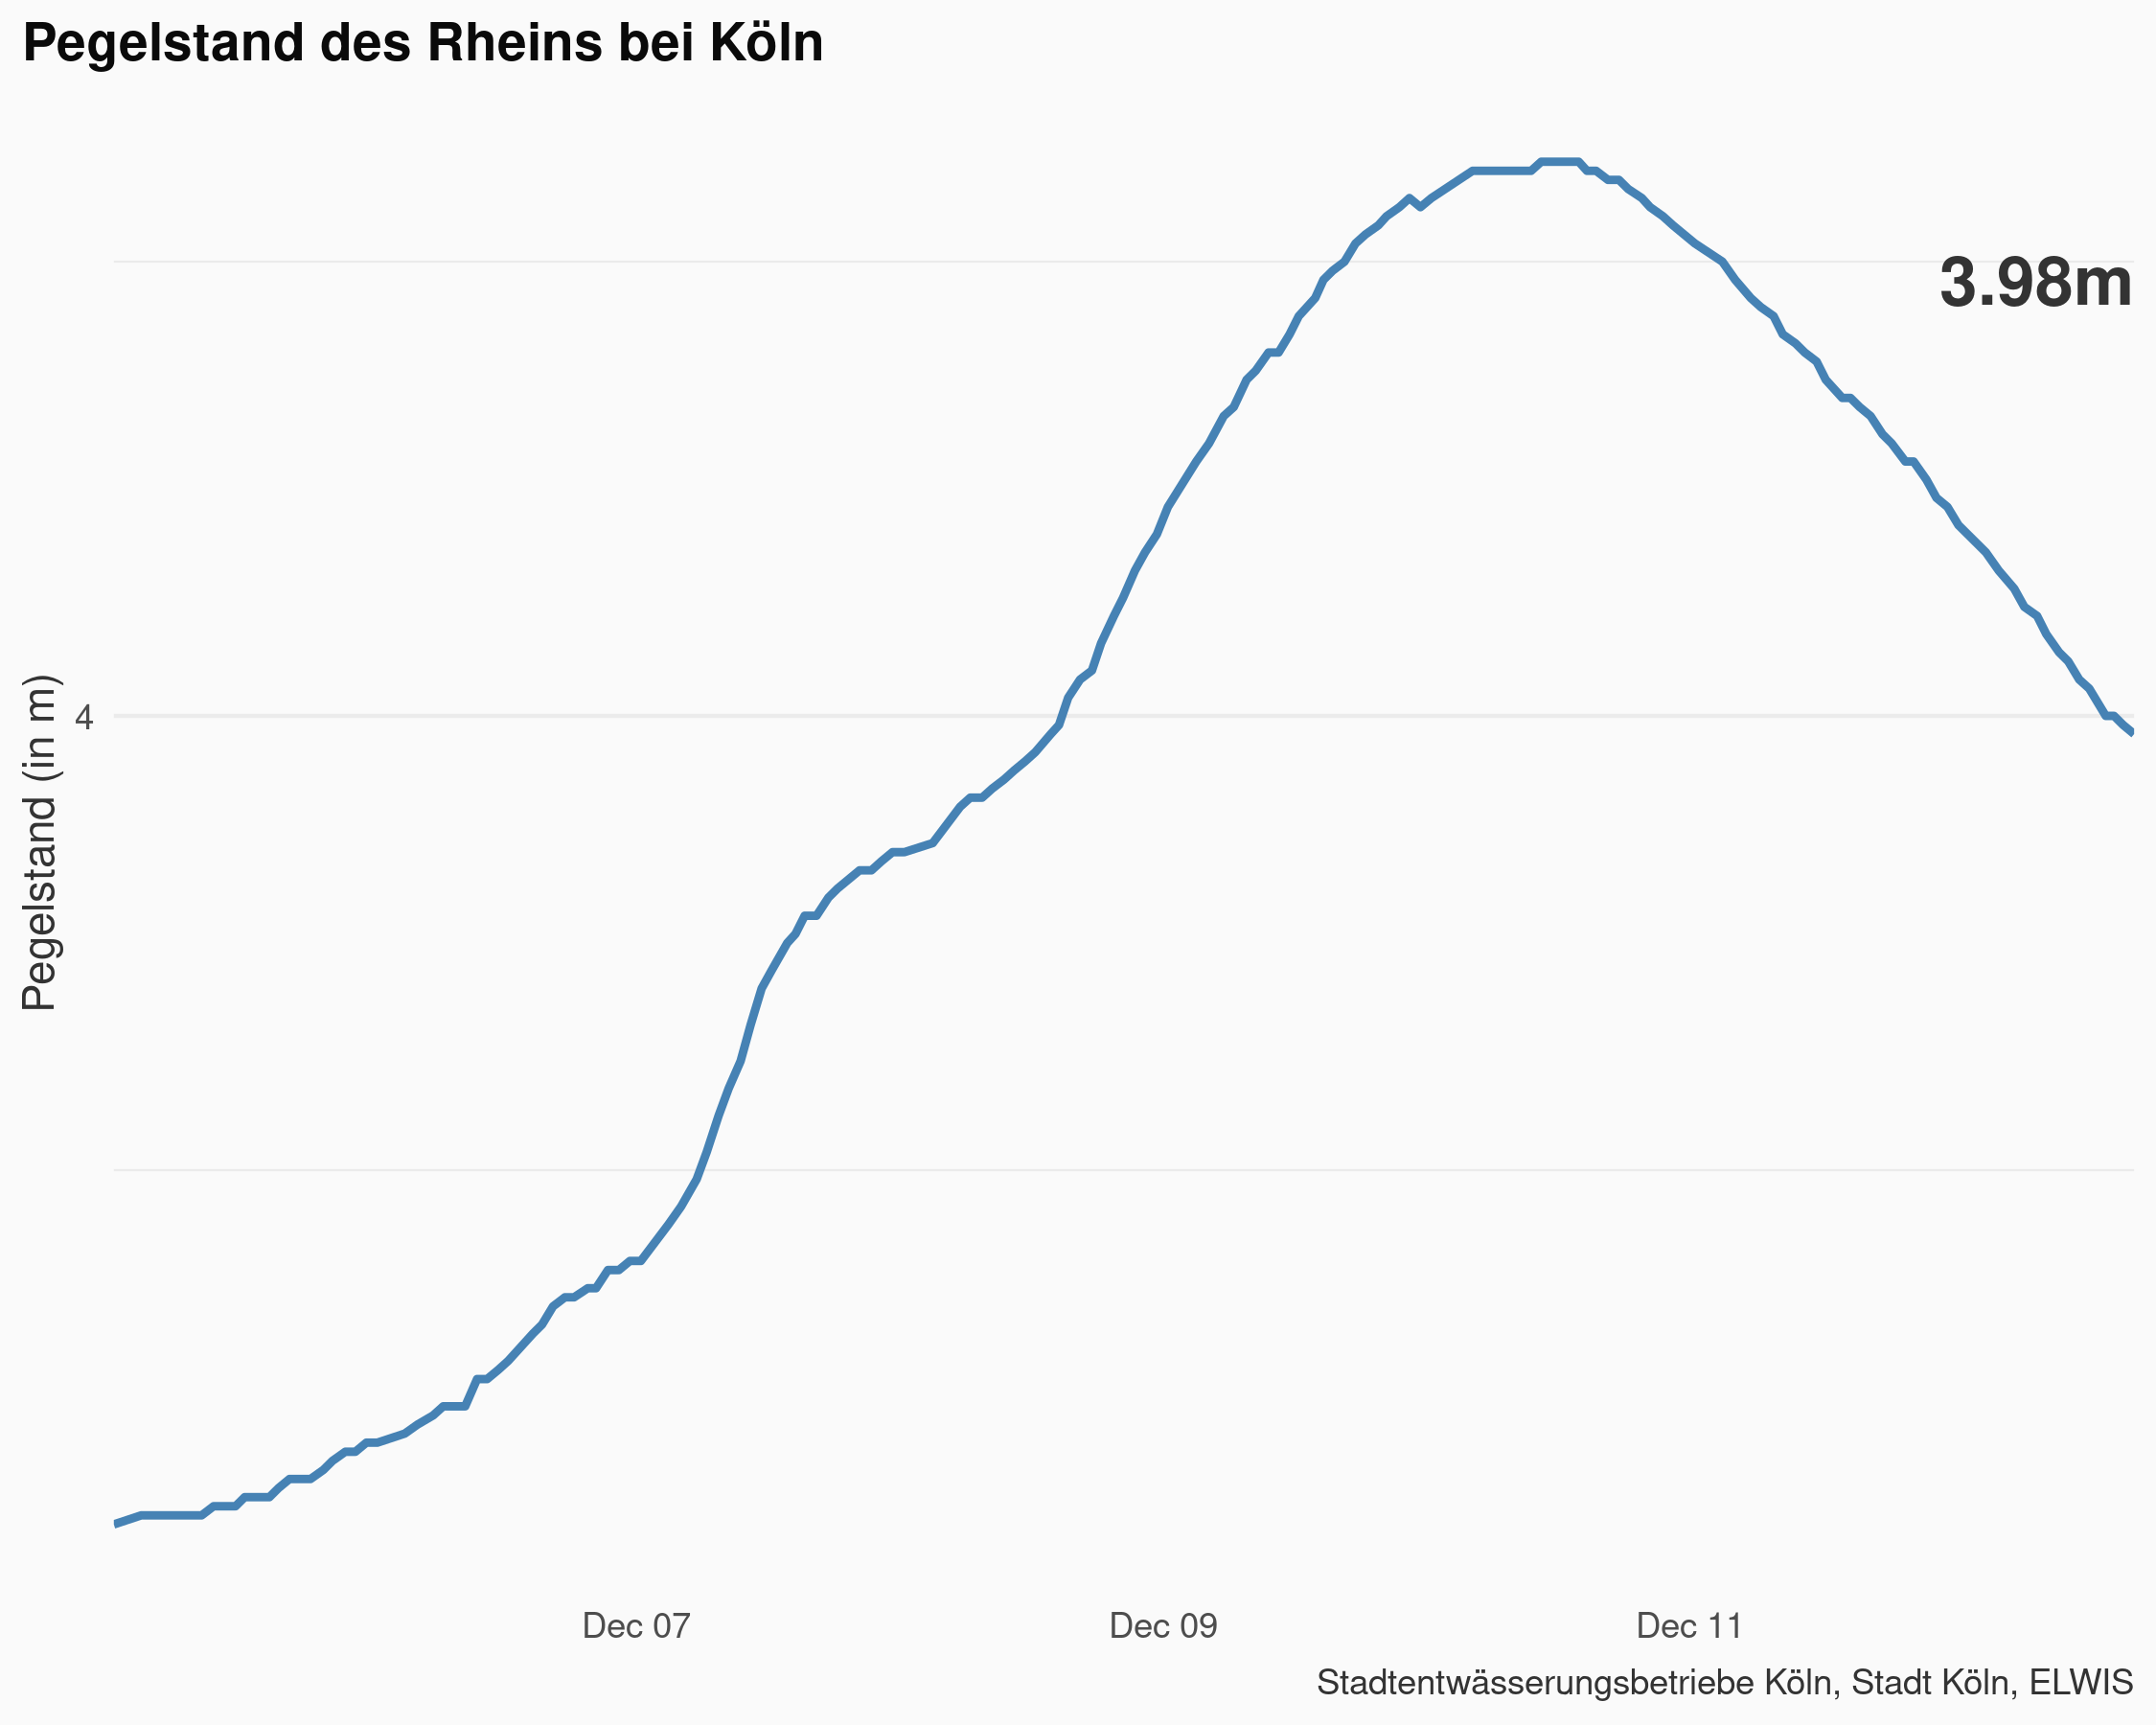 Pegelstand des Rheins bei Köln
3.98m
Pegelstand (in m)
4
Dec 07
Dec 09
Dec 11
Stadtentwässerungsbetriebe Köln, Stadt Köln, ELWIS